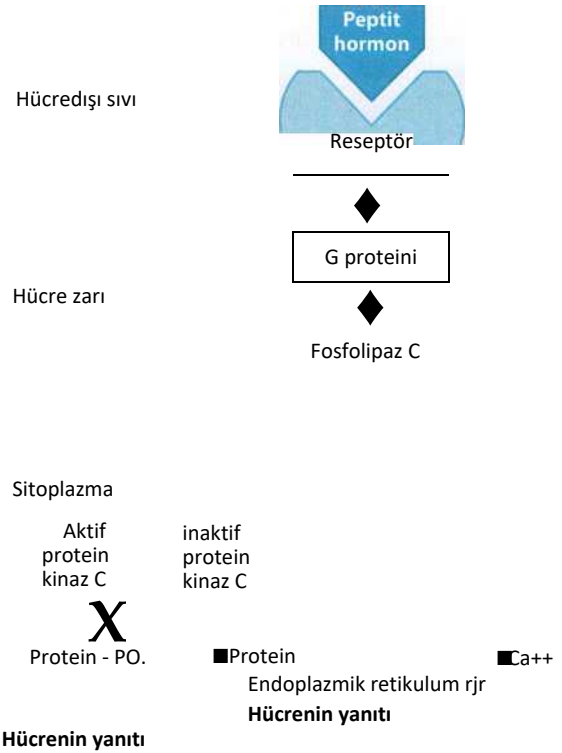 Peptit
hormon
Hücredışı sıvı
Reseptör
G proteini
Hücre zarı
Fosfolipaz C
Sitoplazma
Aktif
protein
kinaz C
inaktif
protein
kinaz C
X
Protein - PO.
■Protein
■Ca++
Endoplazmik retikulum rjr
Hücrenin yanıtı
Hücrenin yanıtı